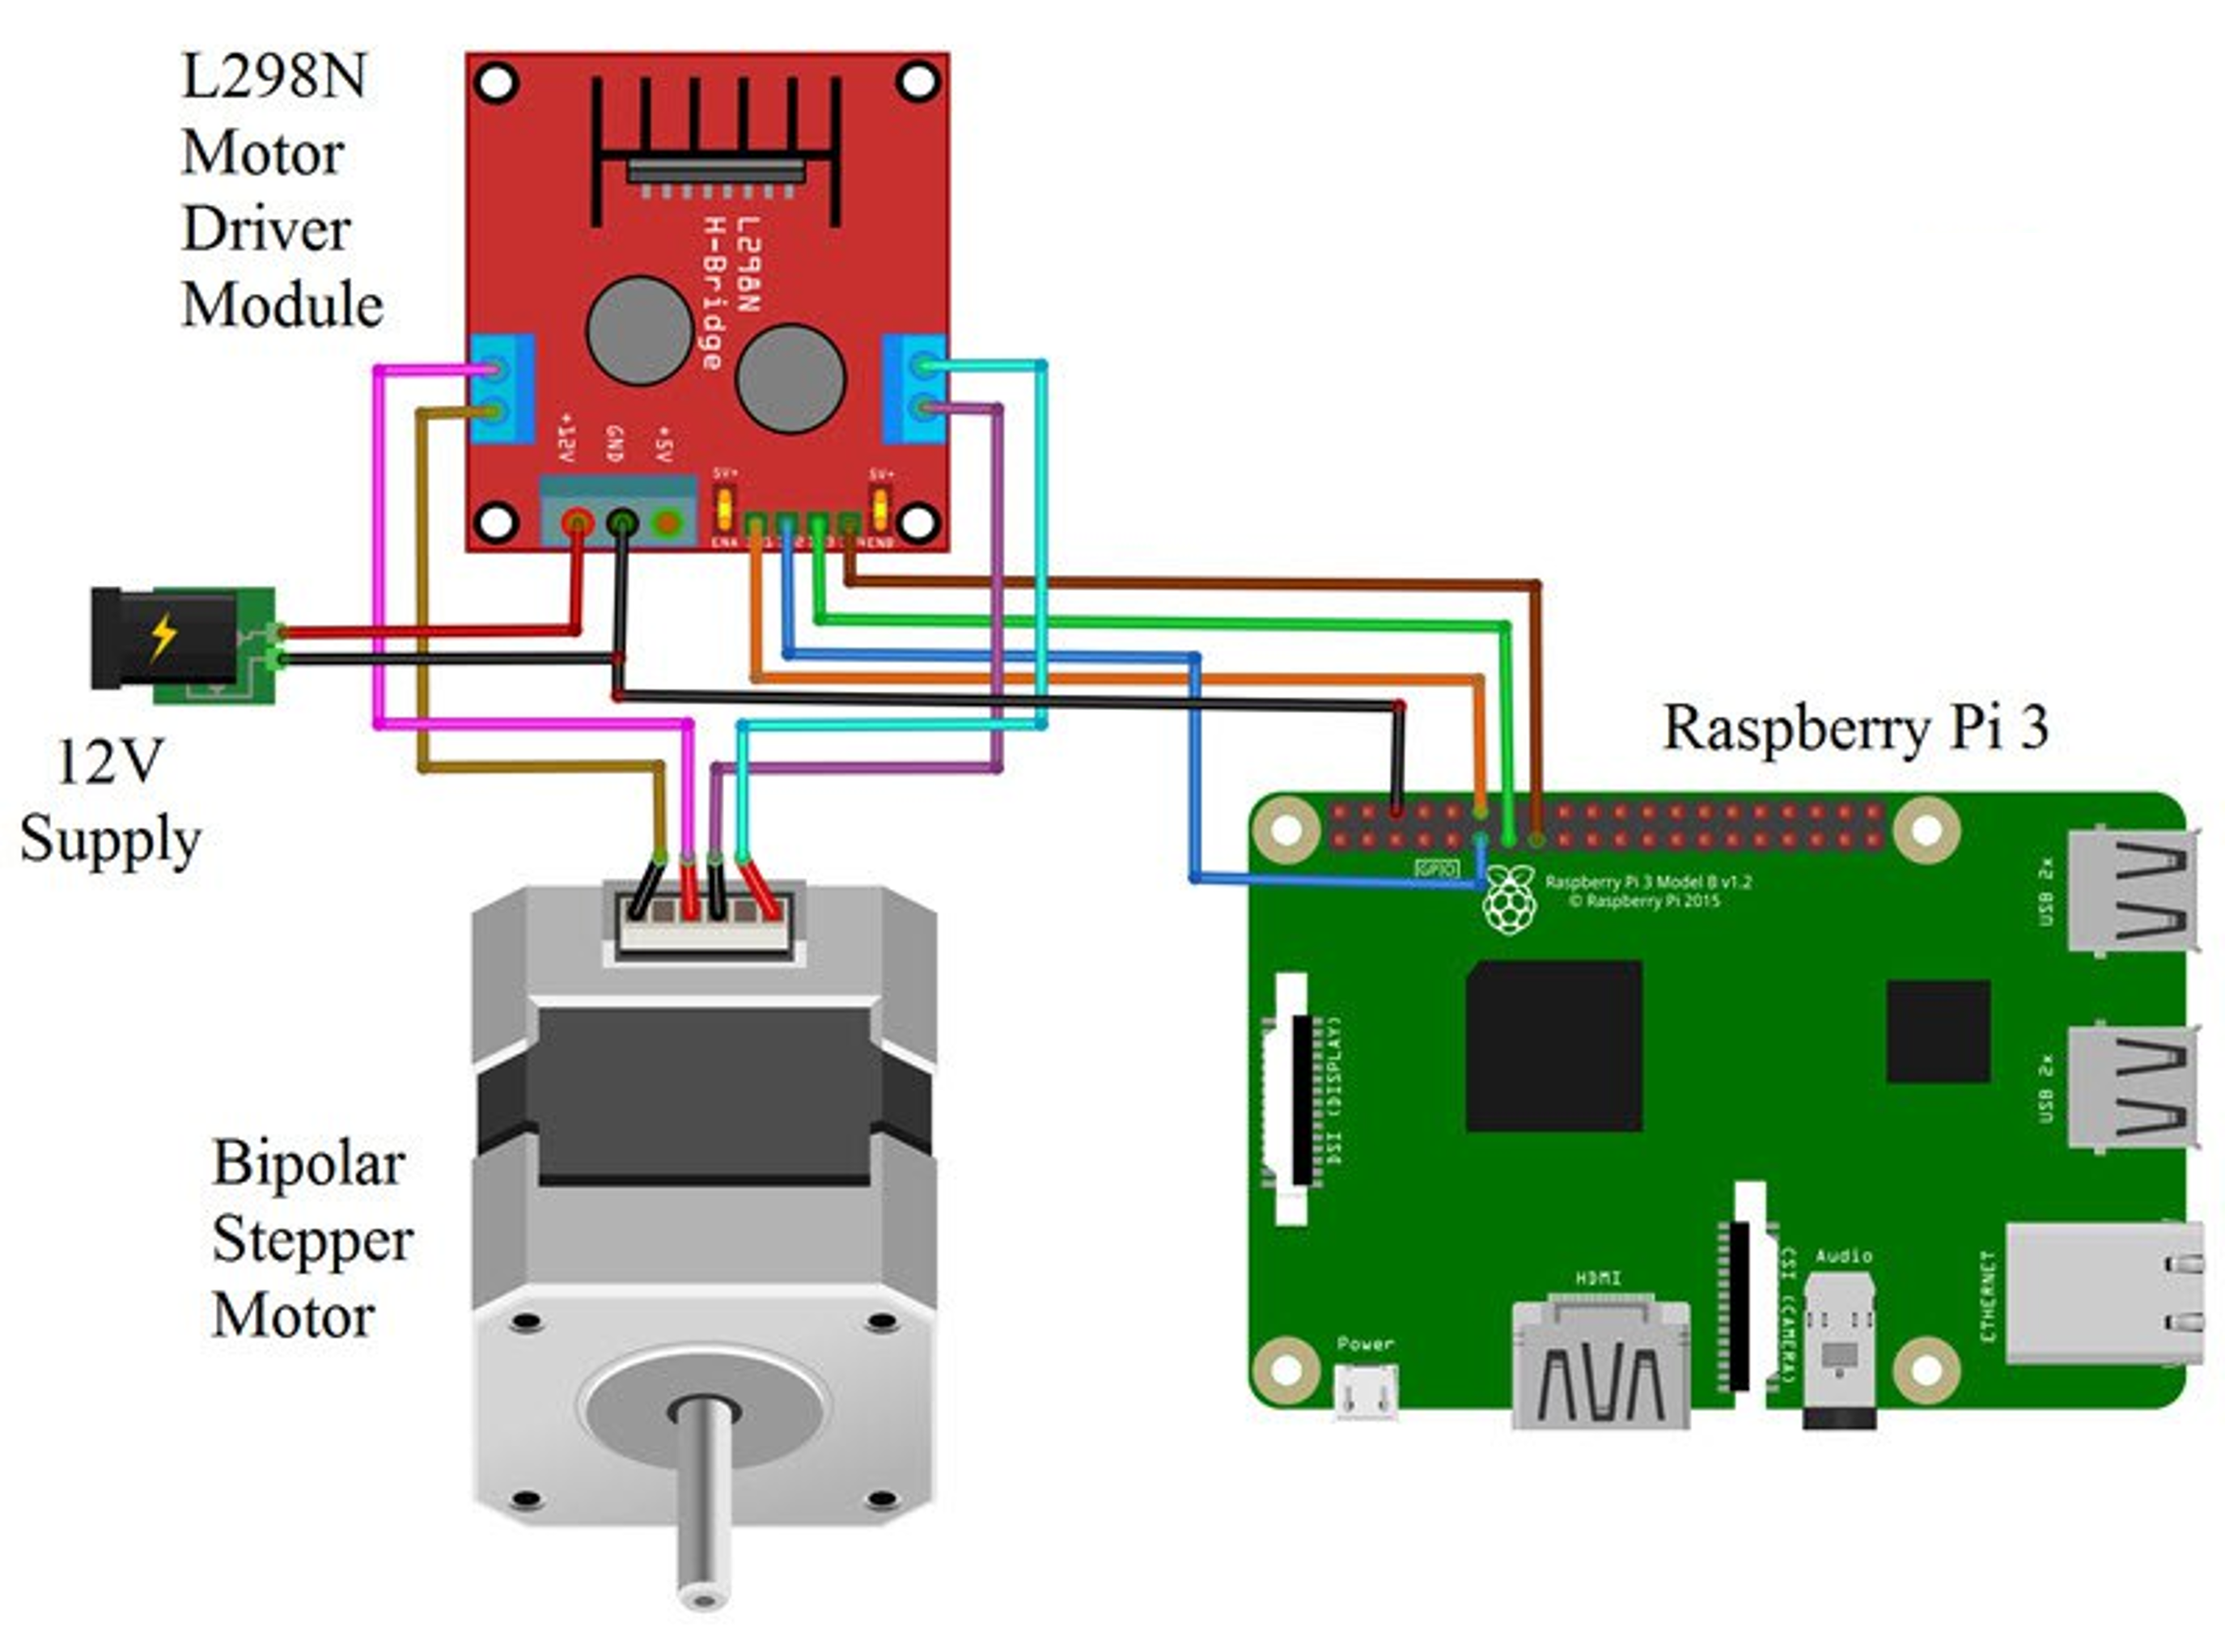 L298N
Motor
Driver
Module
L298N
H-Bridge
+12V
GND
+5V
5V+
5V+
ENA
12V
Supply
Raspberry Pi 3
GPIO
Raspberry Pi 3 Model B v1.2
© Raspberry Pi 2015
USB 2x
DSI (DISPLAY)
USB 2x
Bipolar
Stepper
Motor
HDMI
CSI (CAMERA)
Audio
ETHERNET
Power